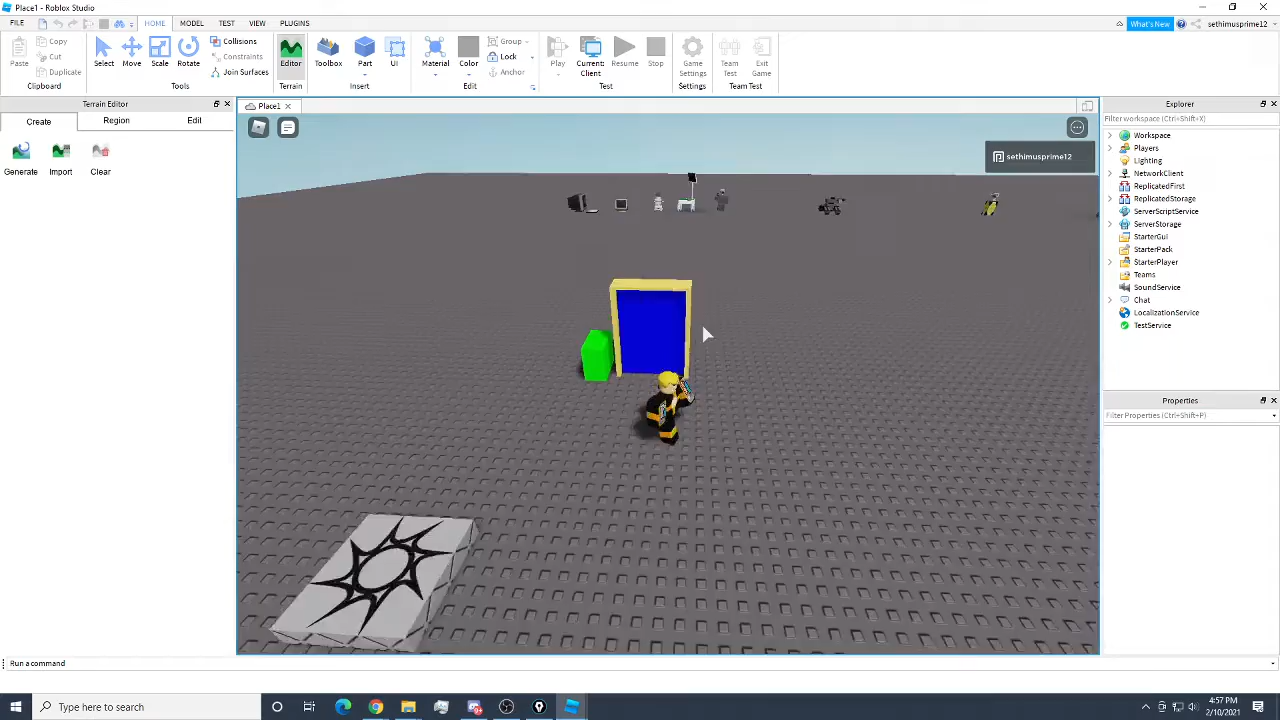 Place1 - Roblox Studio
FILE HOME MODEL TEST VIEW PLUGINS What's New sethimusprime12
Paste Copy Cut Duplicate Clipboard
Select Move Scale Rotate Collisions Constraints Join Surfaces Tools
Editor Terrain
Toolbox Part UI Insert
Material Color Group Lock Anchor Edit
Play Current: Client Resume Stop Test
Game Settings Settings
Team Test Exit Game Team Test
Terrain Editor
Create Region Edit
Generate Import Clear
Place1
sethimusprime12
Explorer
Filter workspace (Ctrl+Shift+X)
Workspace
Players
Lighting
NetworkClient
ReplicatedFirst
ReplicatedStorage
ServerScriptService
ServerStorage
StarterGui
StarterPack
StarterPlayer
Teams
SoundService
Chat
LocalizationService
TestService
Properties
Filter Properties (Ctrl+Shift+P)
Run a command
Type here to search
4:57 PM
2/10/2021